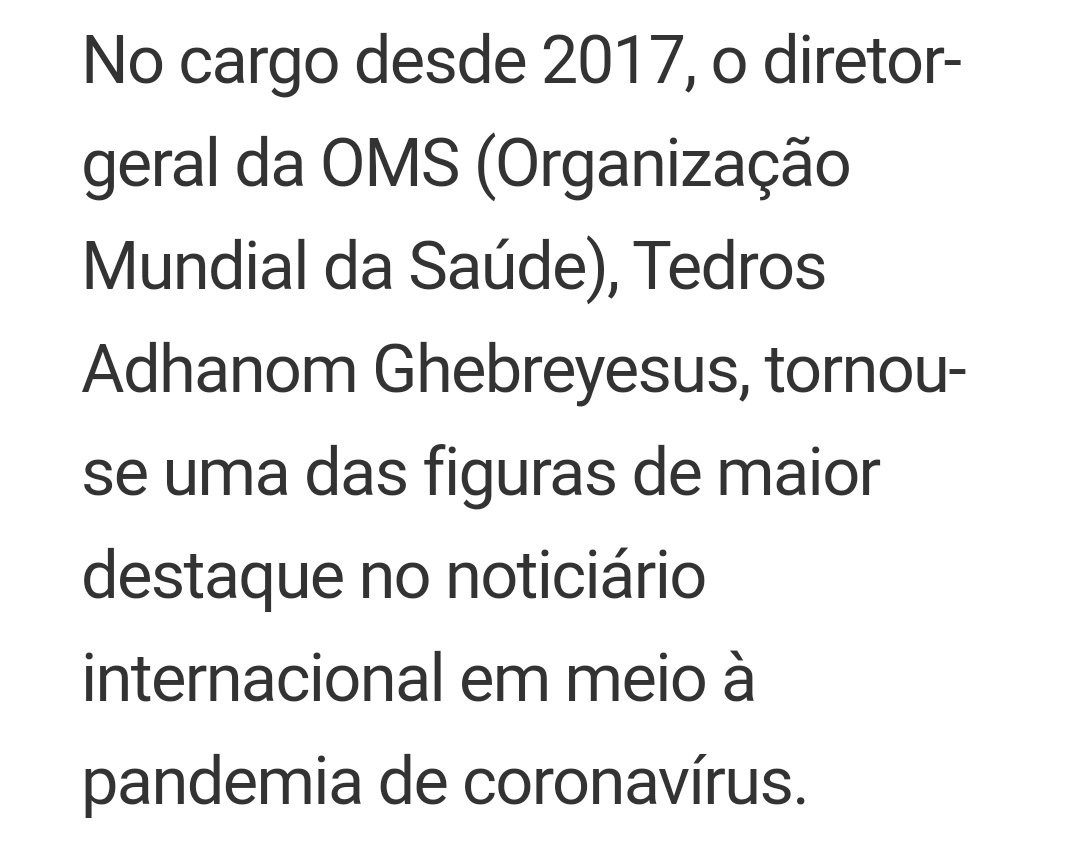 No cargo desde 2017, o diretor-
geral da OMS (Organização
Mundial da Saúde), Tedros
Adhanom Ghebreyesus, tornou-
se uma das figuras de maior
destaque no noticiário
internacional em meio à
pandemia de coronavírus.